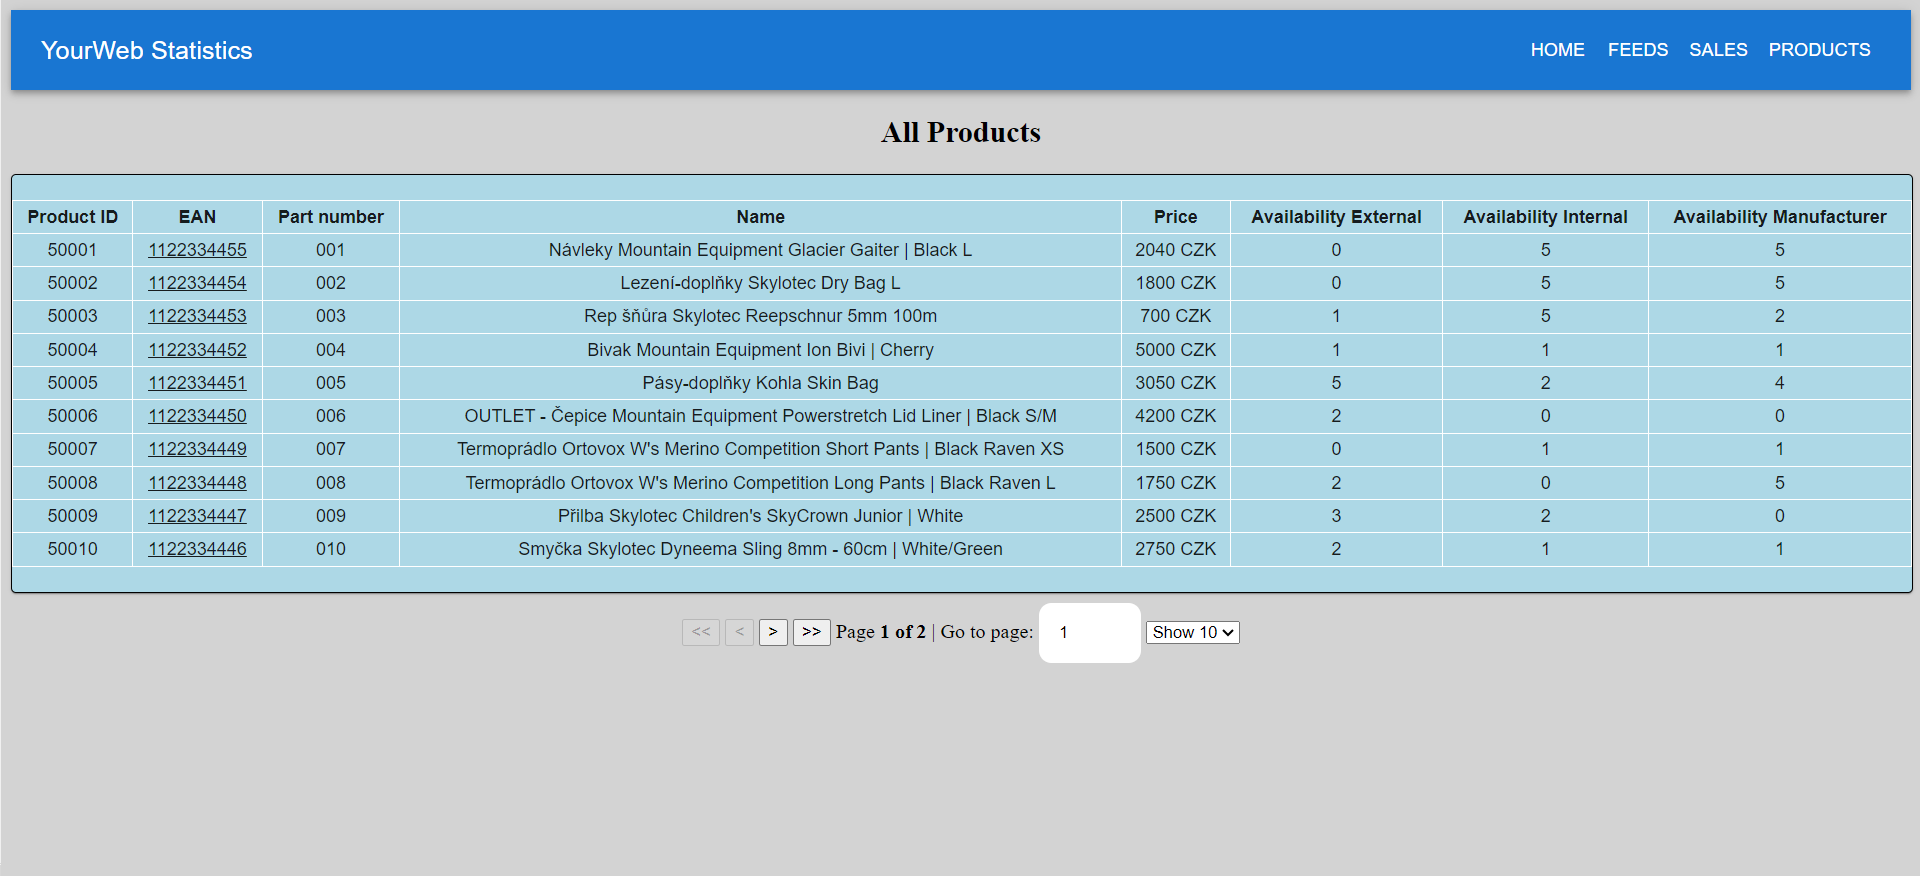 YourWeb Statistics HOME FEEDS SALES PRODUCTS
All Products
Product ID EAN Part number Name Price Availability External Availability Internal Availability Manufacturer
50001 1122334455 001 Návleky Mountain Equipment Glacier Gaiter | Black L 2040 CZK 0 5 5
50002 1122334454 002 Lezení-doplňky Skylotec Dry Bag L 1800 CZK 0 5 5
50003 1122334453 003 Rep šňůra Skylotec Reepschnur 5mm 100m 700 CZK 1 5 2
50004 1122334452 004 Bivak Mountain Equipment Ion Bivi | Cherry 5000 CZK 1 1 1
50005 1122334451 005 Pásy-doplňky Kohla Skin Bag 3050 CZK 5 2 4
50006 1122334450 006 OUTLET - Čepice Mountain Equipment Powerstretch Lid Liner | Black S/M 4200 CZK 2 0 0
50007 1122334449 007 Termoprádlo Ortovox W's Merino Competition Short Pants | Black Raven XS 1500 CZK 0 1 1
50008 1122334448 008 Termoprádlo Ortovox W's Merino Competition Long Pants | Black Raven L 1750 CZK 2 0 5
50009 1122334447 009 Přilba Skylotec Children's SkyCrown Junior | White 2500 CZK 3 2 0
50010 1122334446 010 Smyčka Skylotec Dyneema Sling 8mm - 60cm | White/Green 2750 CZK 2 1 1
<< < > >> Page 1 of 2 | Go to page: 1 Show 10